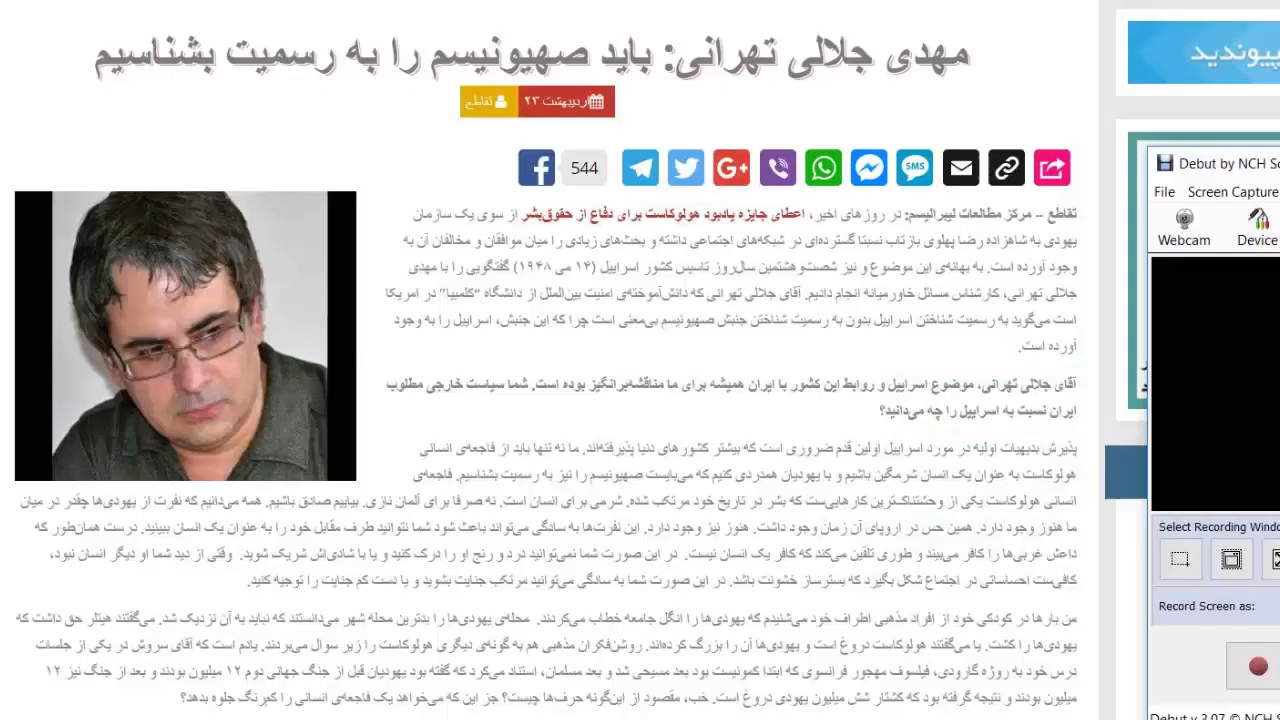 مهدی جلالی تهرانی: باید صهیونیسم را به رسمیت بشناسیم
اردیبهشت ۲۳
تقاطع
544
SMS
تقاطع – مرکز مطالعات لیبرالیسم: در روزهای اخیر، اعطای جایزه یادبود هولوکاست برای دفاع از حقوق‌بشر از سوی یک سازمان
یهودی به شاهزاده رضا پهلوی بازتاب نسبتا گسترده‌ای در شبکه‌های اجتماعی داشته و بحث‌های زیادی را میان موافقان و مخالفان آن به
وجود آورده است. به بهانه‌ی این موضوع و نیز شصت‌وهشتمین سال‌روز تاسیس کشور اسراییل (۱۴ می ۱۹۴۸) گفتگویی را با مهدی
جلالی تهرانی، کارشناس مسائل خاورمیانه انجام دادیم. آقای جلالی تهرانی که دانش‌آموخته‌ی امنیت بین‌الملل از دانشگاه "کلمبیا" در امریکا
است می‌گوید به رسمیت شناختن اسراییل بدون به رسمیت شناختن جنبش صهیونیسم بی‌معنی است چرا که این جنبش، اسراییل را به وجود
آورده است.
آقای جلالی تهرانی، موضوع اسراییل و روابط این کشور با ایران همیشه برای ما مناقشه‌برانگیز بوده است. شما سیاست خارجی مطلوب
ایران نسبت به اسراییل را چه می‌دانید؟
پذیرش بدیهیات اولیه در مورد اسراییل اولین قدم ضروری است که بیشتر کشور های دنیا پذیرفته‌اند. ما نه تنها باید از فاجعه‌ی انسانی
هولوکاست به عنوان یک انسان شرمگین باشیم و با یهودیان همدردی کنیم که می‌بایست صهیونیسم را نیز به رسمیت بشناسیم. فاجعه‌ی
انسانی هولوکاست یکی از وحشتناک‌ترین کارهایی‌ست که بشر در تاریخ خود مرتکب شده. شرمی برای انسان است. نه صرفا برای آلمان نازی. بیاییم صادق باشیم. همه می‌دانیم که نفرت از یهودی‌ها چقدر در میان
ما هنوز وجود دارد. همین حس در اروپای آن زمان وجود داشت. هنوز نیز وجود دارد. این نفرت‌ها به سادگی می‌تواند باعث شود شما نتوانید طرف مقابل خود را به عنوان یک انسان ببینید. درست همان‌طور که
داعش غربی‌ها را کافر می‌بیند و طوری تلقین می‌کند که کافر یک انسان نیست. در این صورت شما نمی‌توانید درد و رنج او را درک کنید و یا با شادی‌اش شریک شوید. وقتی از دید شما او دیگر انسان نبود،
کافی‌ست احساساتی در اجتماع شکل بگیرد که بسترساز خشونت باشد. در این صورت شما به سادگی می‌توانید مرتکب جنایت بشوید و یا دست کم جنایت را توجیه کنید.
من بارها در کودکی خود از افراد مذهبی اطراف خود می‌شنیدم که یهودی‌ها را انگل جامعه خطاب می‌کردند. محله‌ی یهودی‌ها را بدترین محله شهر می‌دانستند که نباید به آن نزدیک شد. می‌گفتند هیتلر حق داشت که
یهودی‌ها را کشت. یا می‌گفتند هولوکاست دروغ است و یهودی‌ها آن را بزرگ کرده‌اند. روشن‌فکران مذهبی هم به گونه‌ی دیگری هولوکاست را زیر سوال می‌بردند. یادم است که آقای سروش در یکی از جلسات
درس خود به روژه گارودی، فیلسوف مهجور فرانسوی که ابتدا کمونیست بود بعد مسیحی شد و بعد مسلمان، استناد می‌کرد که گفته بود یهودیان قبل از جنگ جهانی دوم ۱۲ میلیون بودند و بعد از جنگ نیز ۱۲
میلیون بودند و نتیجه گرفته بود که کشتار شش میلیون یهودی دروغ است. خب، مقصود از این‌گونه حرف‌ها چیست؟ جز این که می‌خواهد یک فاجعه‌ی انسانی را کم‌رنگ جلوه بدهد؟
بپیوندید
Debut by NCH
File Screen Capture
Webcam Device
Select Recording
Record Screen as:
Debut v 2.07 © NCH